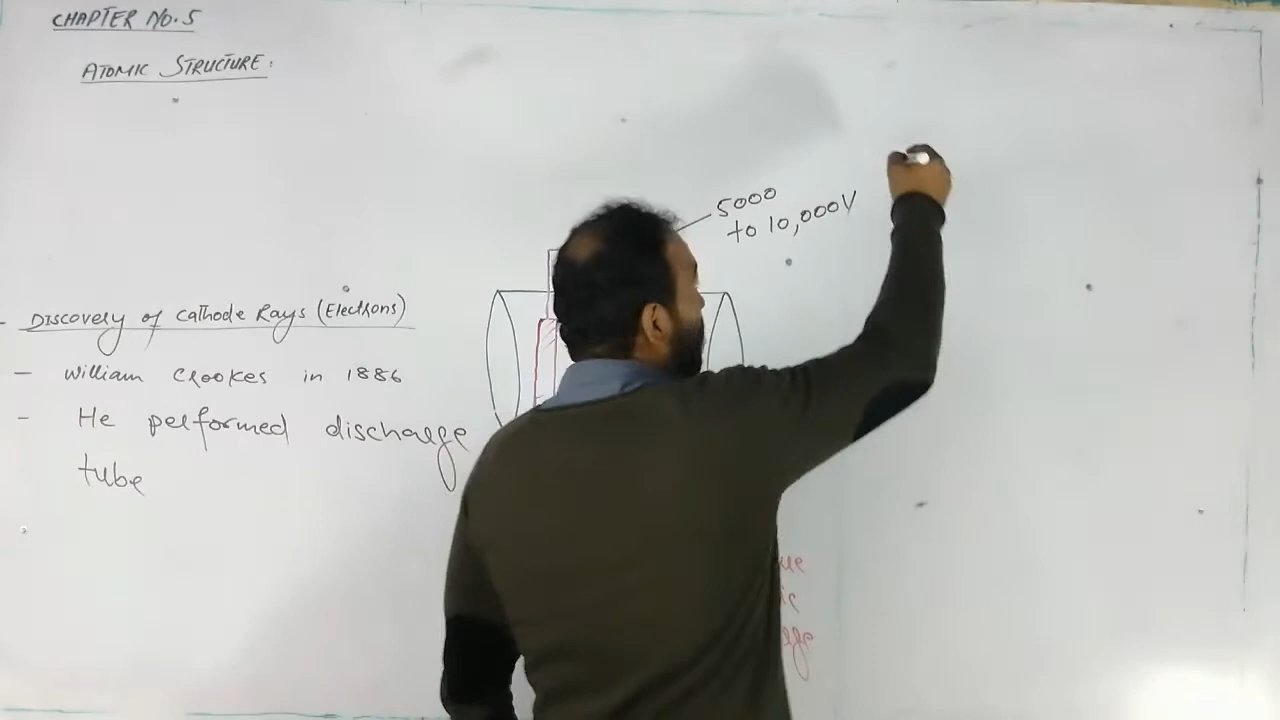 CHAPTER NO.5
ATOMIC STRUCTURE:
5000
to 10,000V
- DISCOVERY of Cathode Rays (Electrons)
- William Crookes in 1886
- He performed discharge
tube